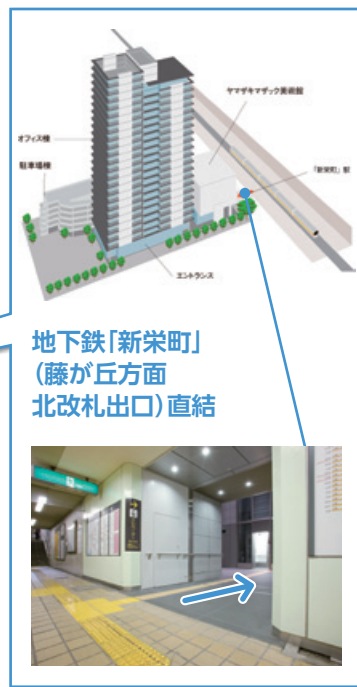 ヤマザキマザック美術館
オフィス棟
駐車場棟
「新栄町」駅
エントランス
地下鉄「新栄町」
（藤が丘方面
北改札出口）直結